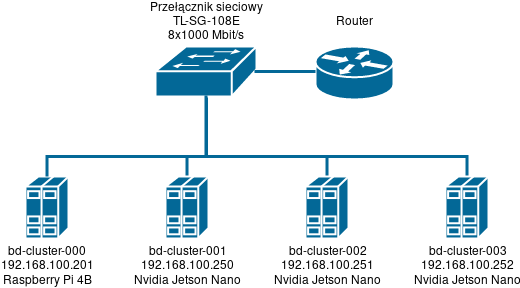 Przełącznik sieciowy
TL-SG-108E
8x1000 Mbit/s
Router
bd-cluster-000
192.168.100.201
Raspberry Pi 4B
bd-cluster-001
192.168.100.250
Nvidia Jetson Nano
bd-cluster-002
192.168.100.251
Nvidia Jetson Nano
bd-cluster-003
192.168.100.252
Nvidia Jetson Nano